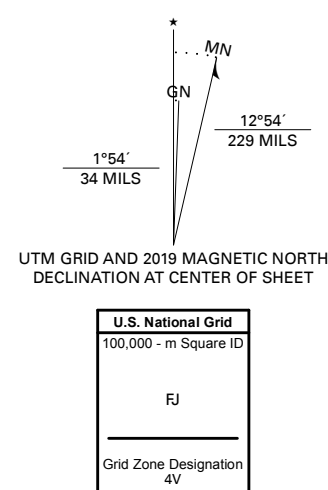 ★
MN
GN
12°54´
229 MILS
1°54´
34 MILS
UTM GRID AND 2019 MAGNETIC NORTH
DECLINATION AT CENTER OF SHEET
U.S. National Grid
100,000 - m Square ID
FJ
Grid Zone Designation
4V